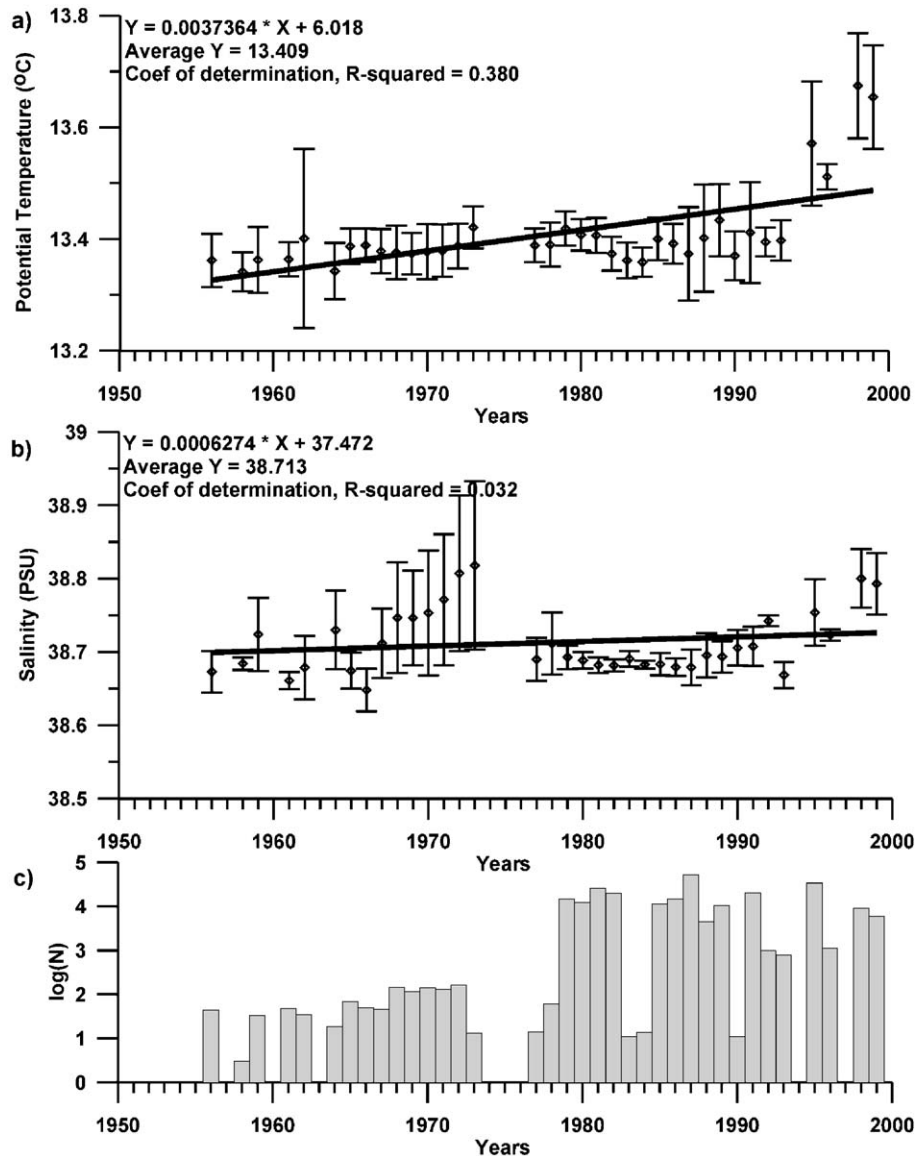 a)
Y = 0.0037364 * X + 6.018
Average Y = 13.409
Coef of determination, R-squared = 0.380
Potential Temperature (ºC)
13.8
13.6
13.4
13.2
1950 1960 1970 1980 1990 2000
Years
b)
Y = 0.0006274 * X + 37.472
Average Y = 38.713
Coef of determination, R-squared = 0.032
Salinity (PSU)
39
38.9
38.8
38.7
38.6
38.5
1950 1960 1970 1980 1990 2000
Years
c)
log(N)
5
4
3
2
1
0
1950 1960 1970 1980 1990 2000
Years